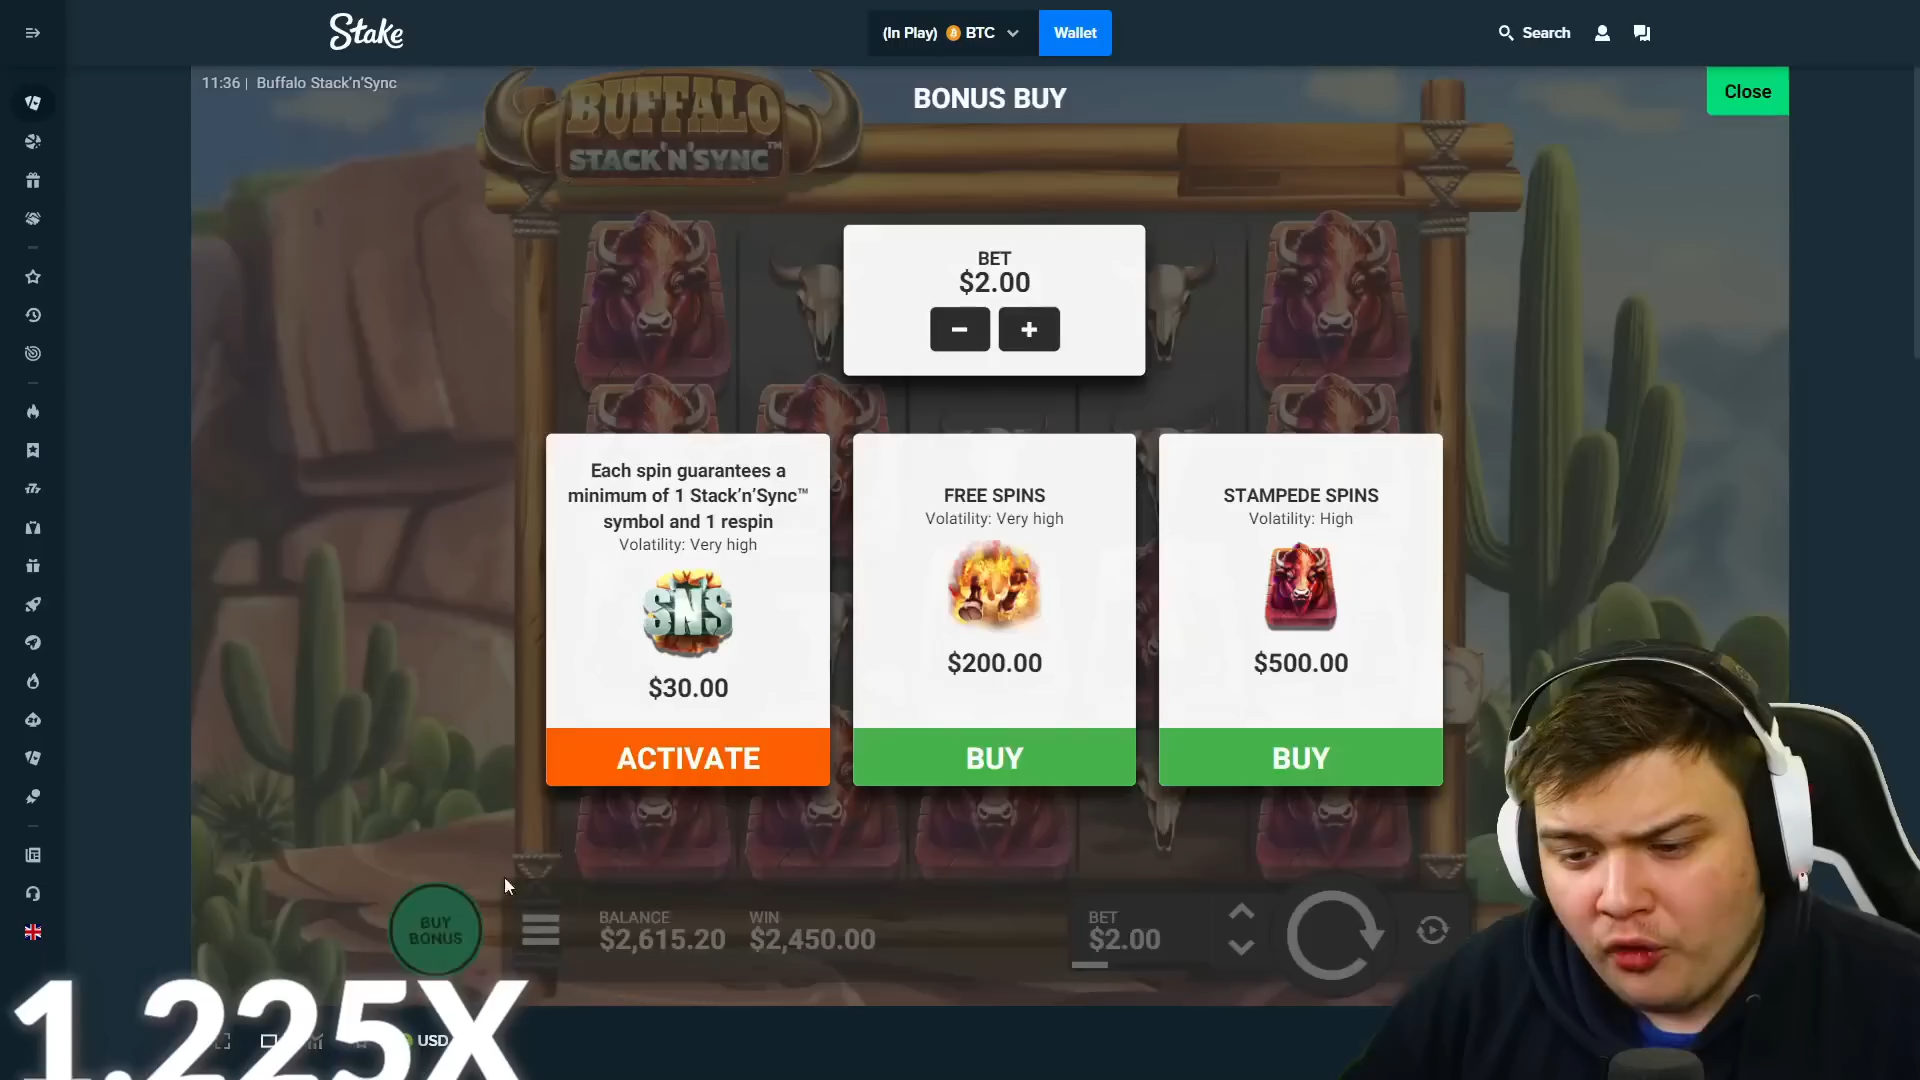 Stake
(In Play) BTC
Wallet
Search
11:36 | Buffalo Stack'n'Sync
BUFFALO
STACK'N'SYNC™
BONUS BUY
Close
BET
$2.00
Each spin guarantees a
minimum of 1 Stack'n'Sync™
symbol and 1 respin
Volatility: Very high
SNS
$30.00
ACTIVATE
FREE SPINS
Volatility: Very high
$200.00
BUY
STAMPEDE SPINS
Volatility: High
$500.00
BUY
BUY
BONUS
BALANCE
$2,615.20
WIN
$2,450.00
BET
$2.00
1.225X
USD